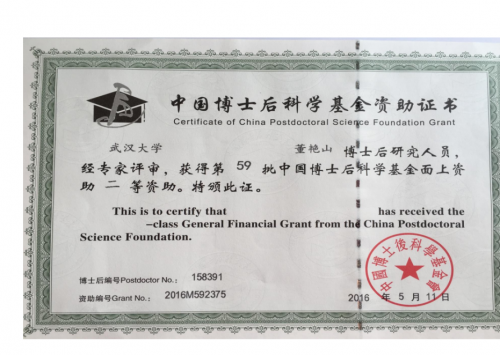 中国博士后科学基金资助证书
Certificate of China Postdoctoral Science Foundation Grant
武汉大学 董艳山 博士后研究人员，
经专家评审，获得第 59 批中国博士后科学基金面上资
助 二 等资助。特颁此证。
This is to certify that has received the
–class General Financial Grant from the China Postdoctoral
Science Foundation.
博士后编号Postdoctor No.： 158391
资助编号Grant No.： 2016M592375
中國博士後科學基金會
2016 年 5 月 11 日